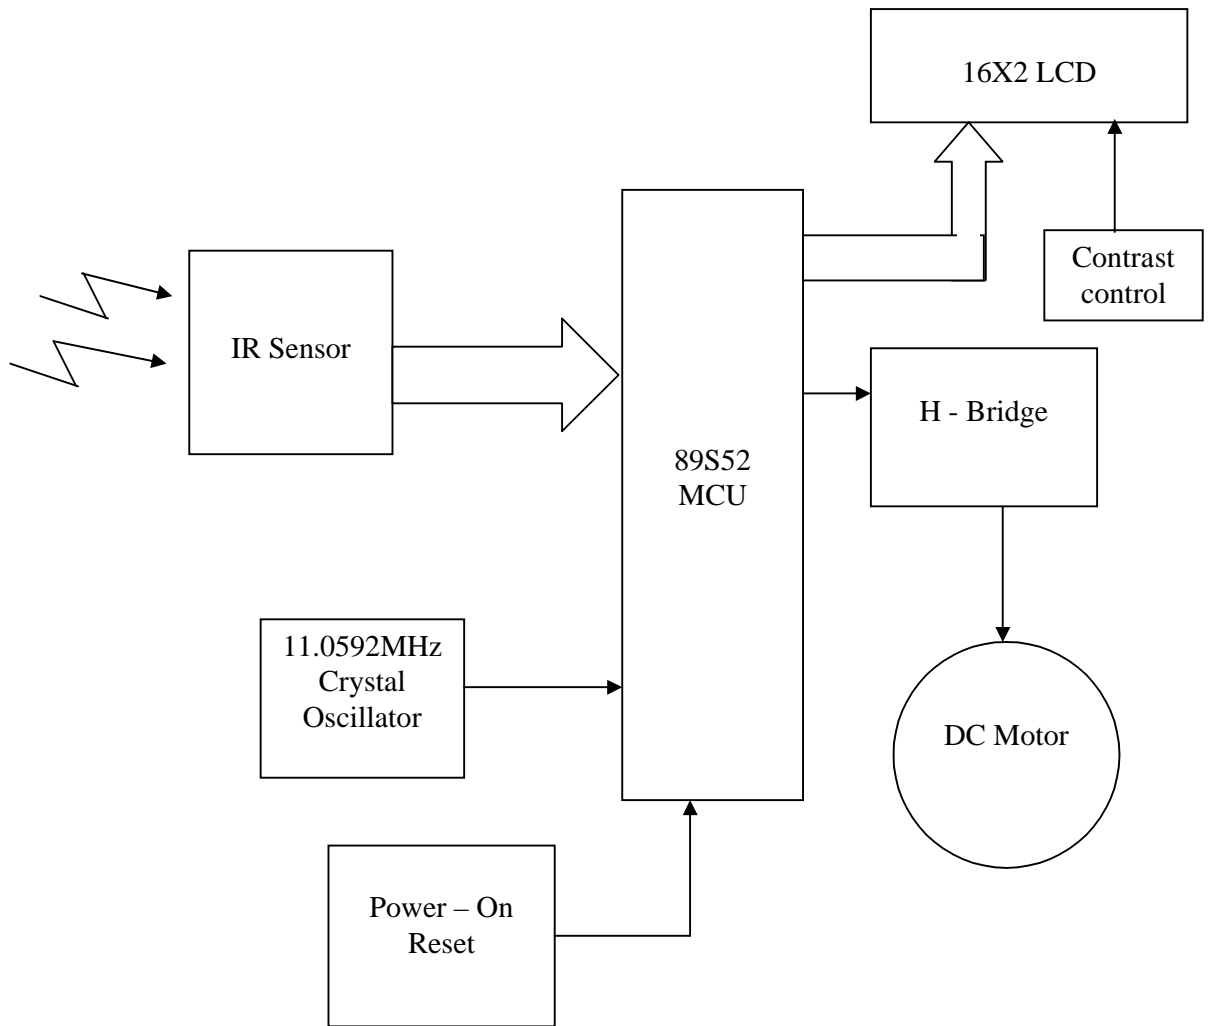 16X2 LCD
Contrast
control
IR Sensor
H - Bridge
89S52
MCU
11.0592MHz
Crystal
Oscillator
DC Motor
Power – On
Reset